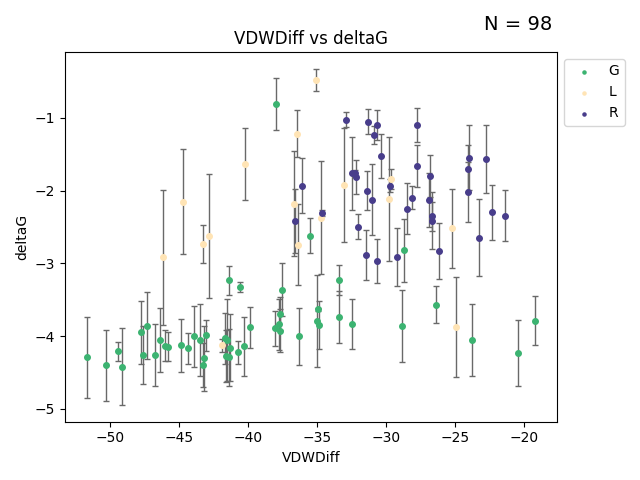 N = 98
VDWDiff vs deltaG
G
L
R
deltaG
−1
−2
−3
−4
−5
−50
−45
−40
−35
−30
−25
−20
VDWDiff